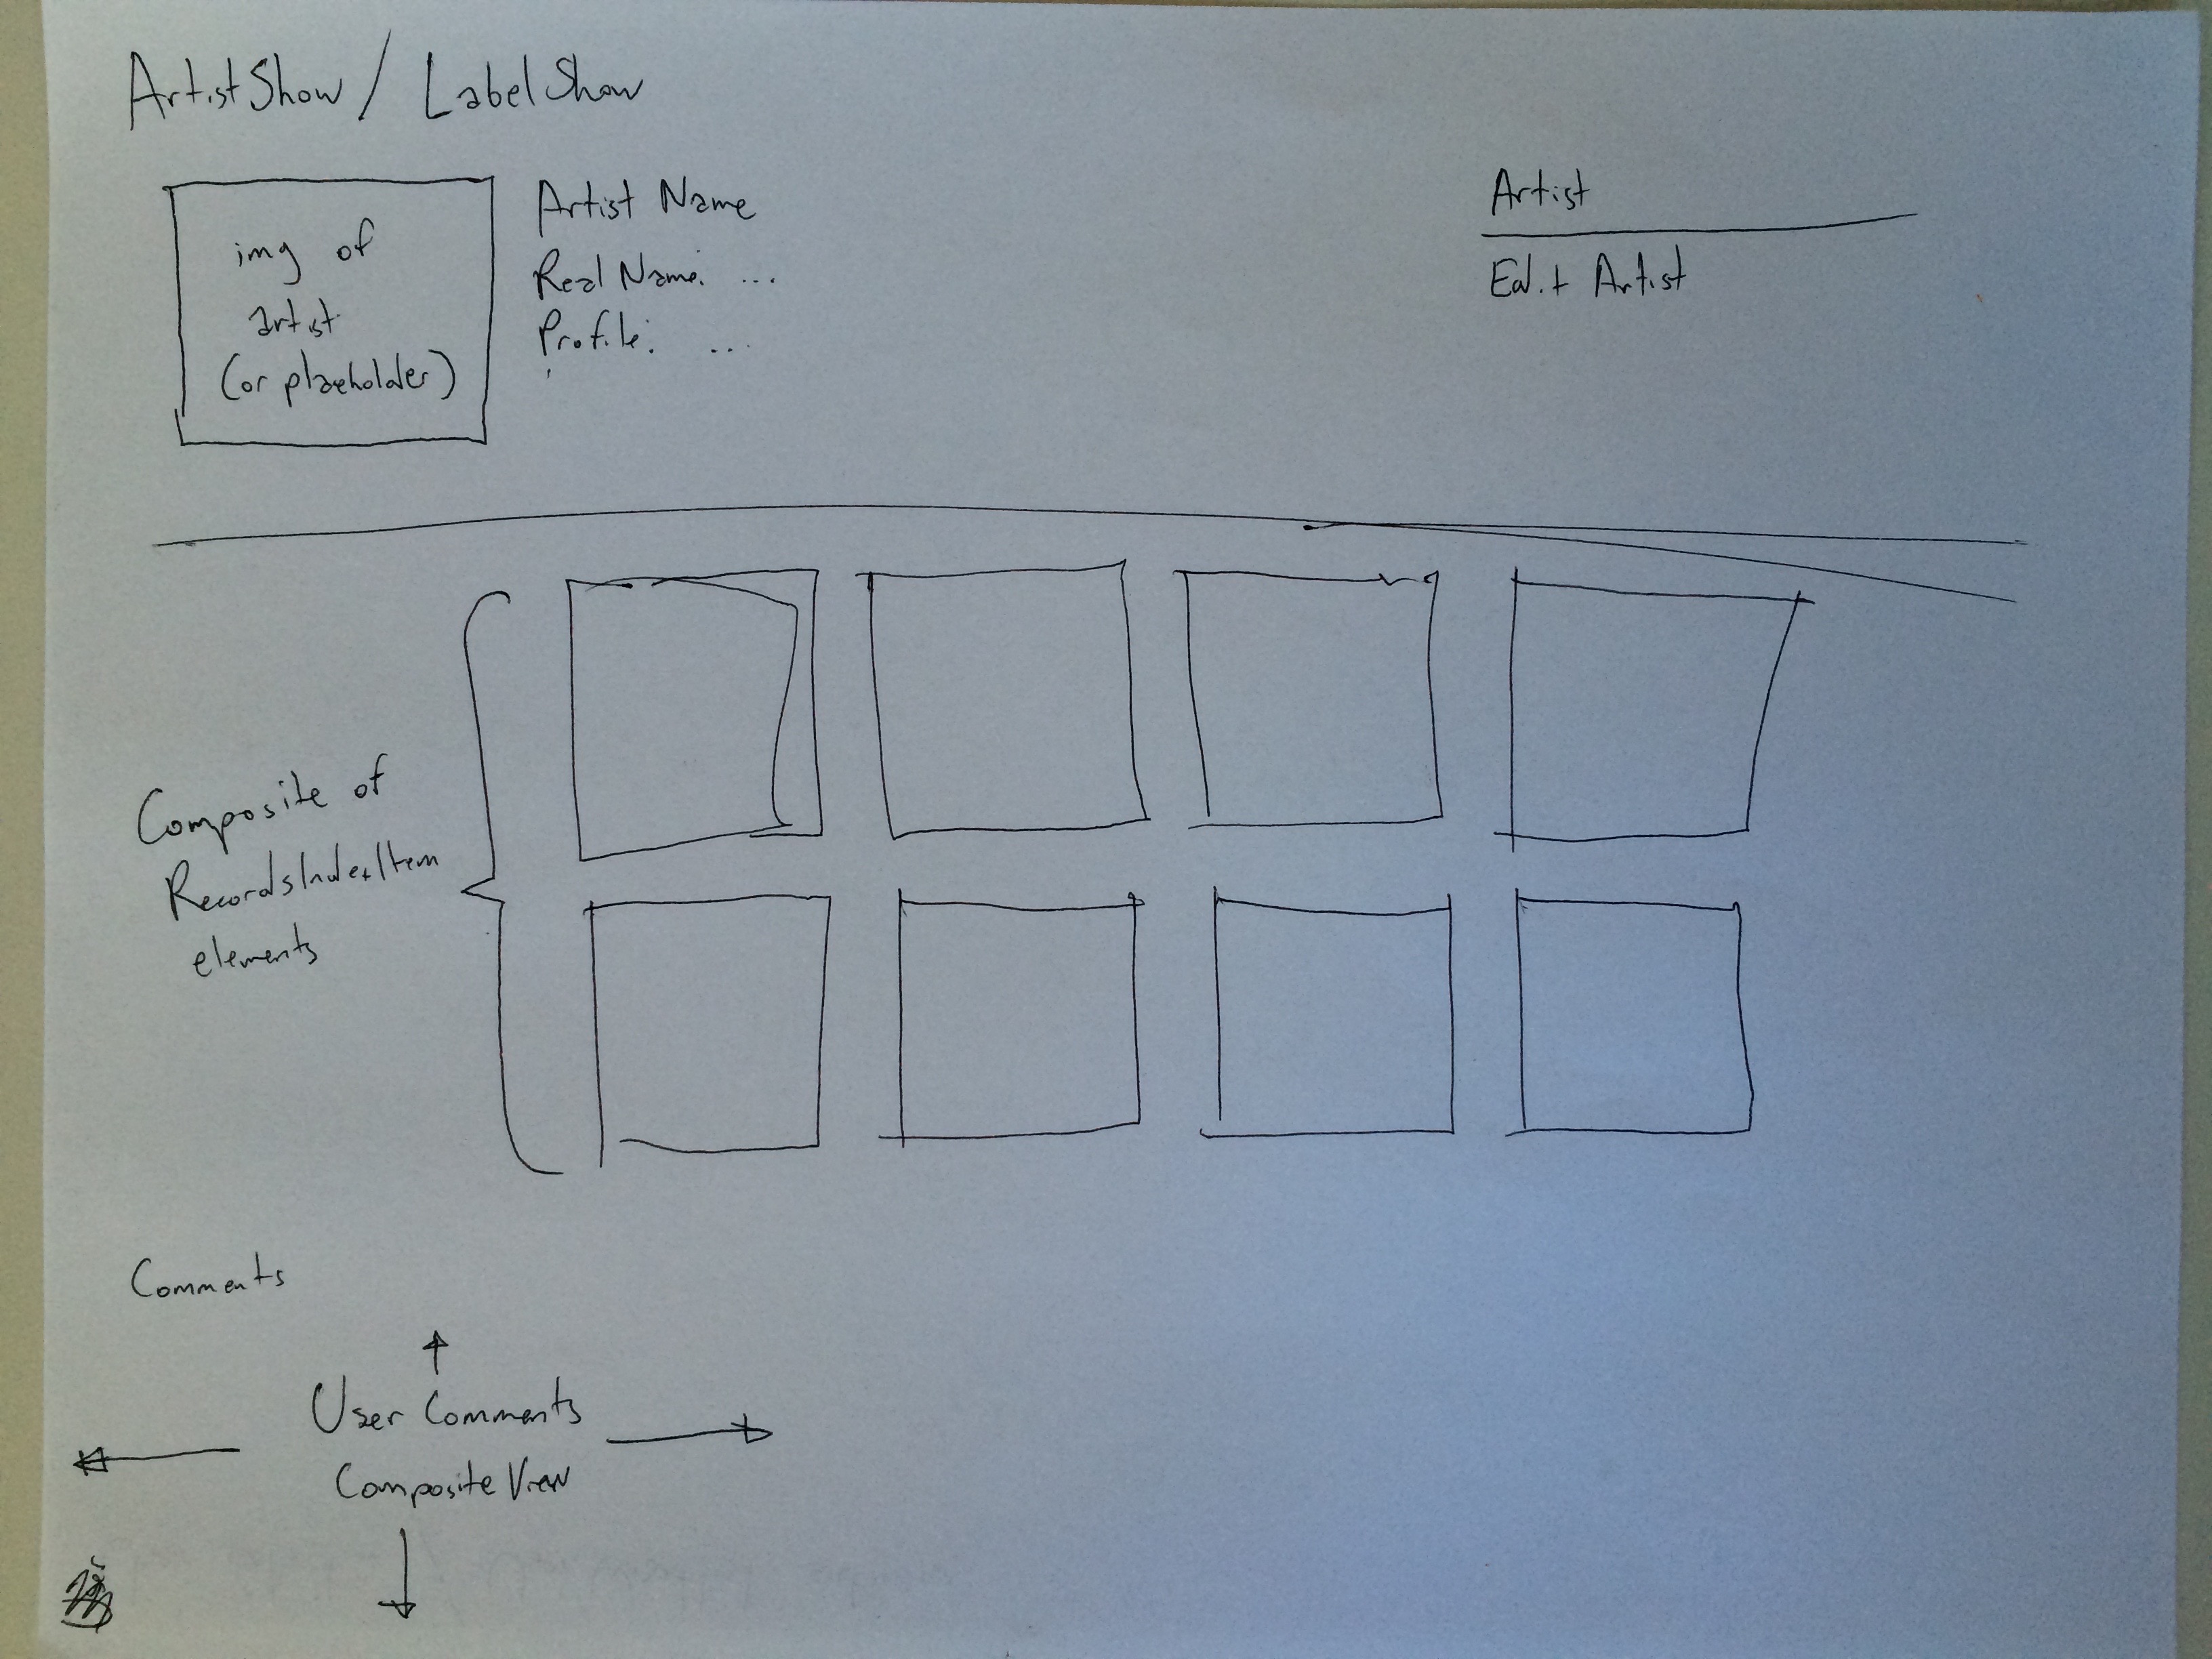 ArtistShow / LabelShow
img of
artist
(or placeholder)
Artist Name
Real Name: ...
Profile: ...
Artist
Edit Artist
Composite of
RecordsIndexItem
elements
Comments
User Comments
Composite View